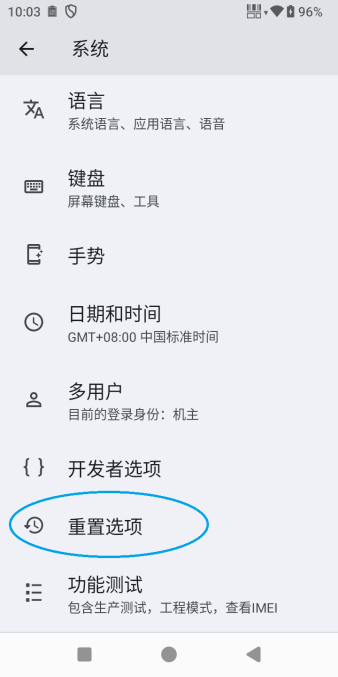 10:03
96%
系统
语言
系统语言、应用语言、语音
键盘
屏幕键盘、工具
手势
日期和时间
GMT+08:00 中国标准时间
多用户
目前的登录身份：机主
开发者选项
重置选项
功能测试
包含生产测试，工程模式，查看IMEI